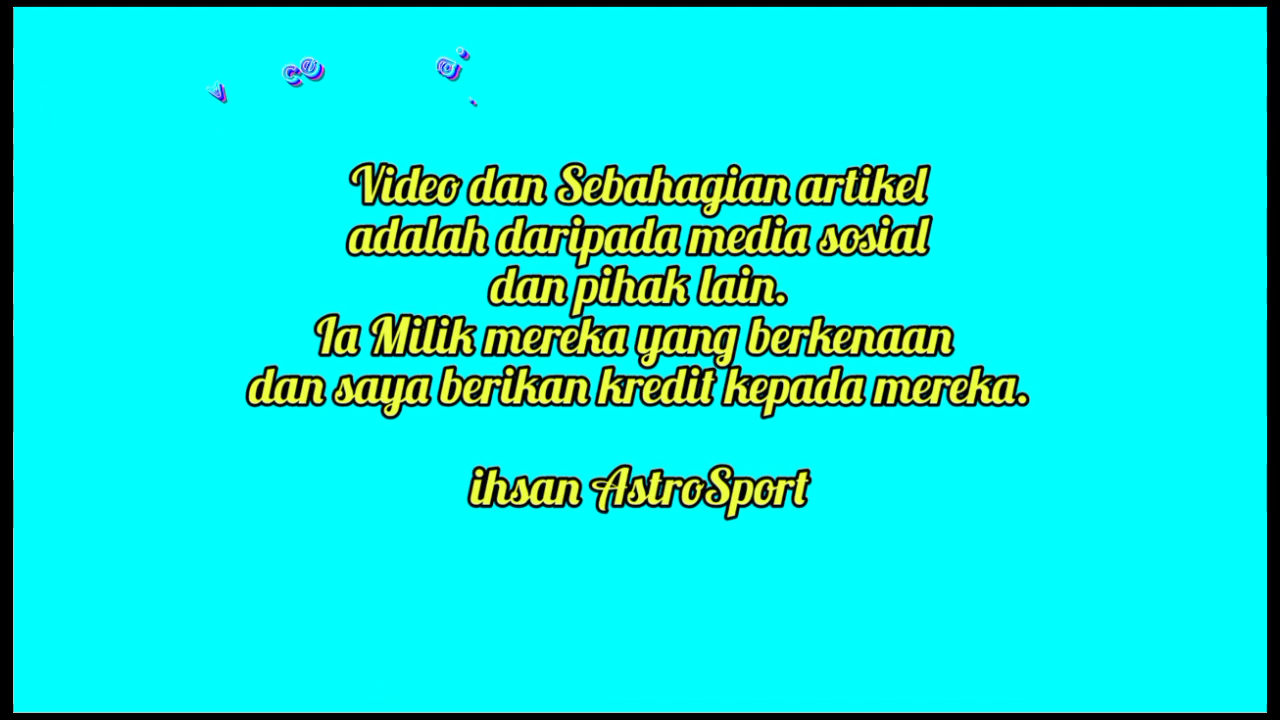 Video dan Sebahagian artikel
adalah daripada media sosial
dan pihak lain.
Ia Milik mereka yang berkenaan
dan saya berikan kredit kepada mereka.
ihsan AstroSport